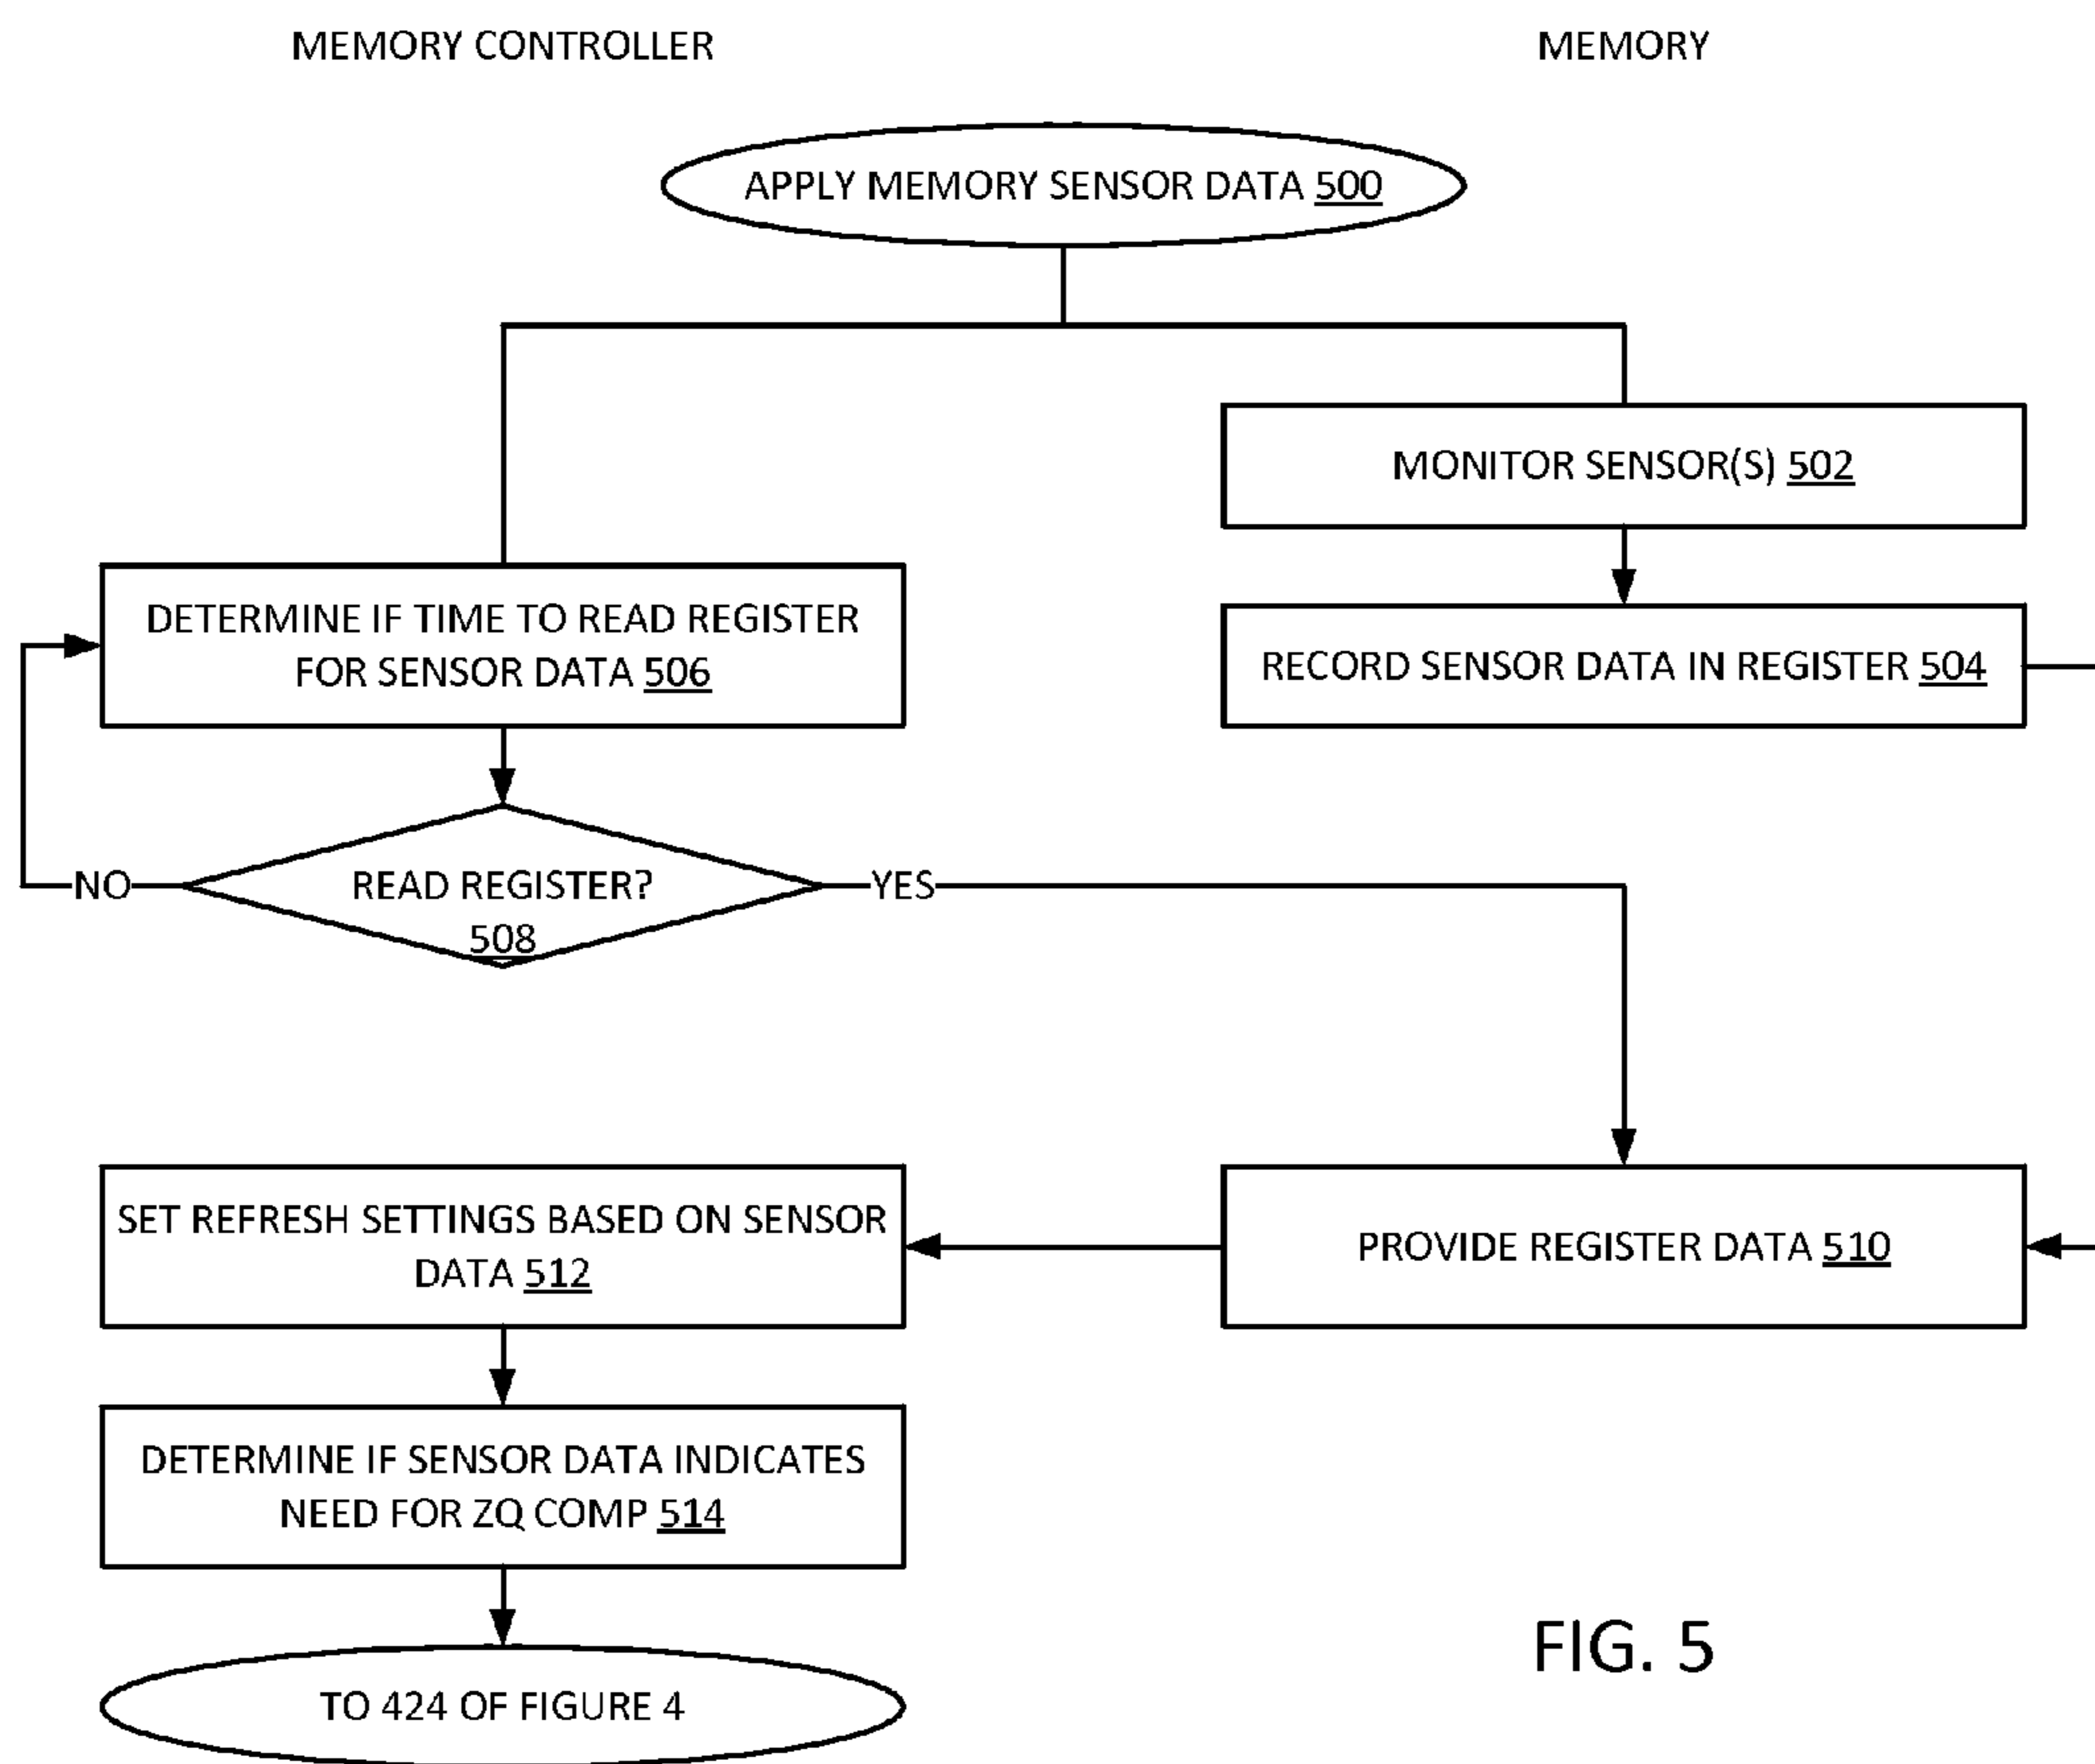 MEMORY CONTROLLER
MEMORY
APPLY MEMORY SENSOR DATA 500
MONITOR SENSOR(S) 502
DETERMINE IF TIME TO READ REGISTER
FOR SENSOR DATA 506
RECORD SENSOR DATA IN REGISTER 504
NO
READ REGISTER?
508
YES
SET REFRESH SETTINGS BASED ON SENSOR
DATA 512
PROVIDE REGISTER DATA 510
DETERMINE IF SENSOR DATA INDICATES
NEED FOR ZQ COMP 514
TO 424 OF FIGURE 4
FIG. 5